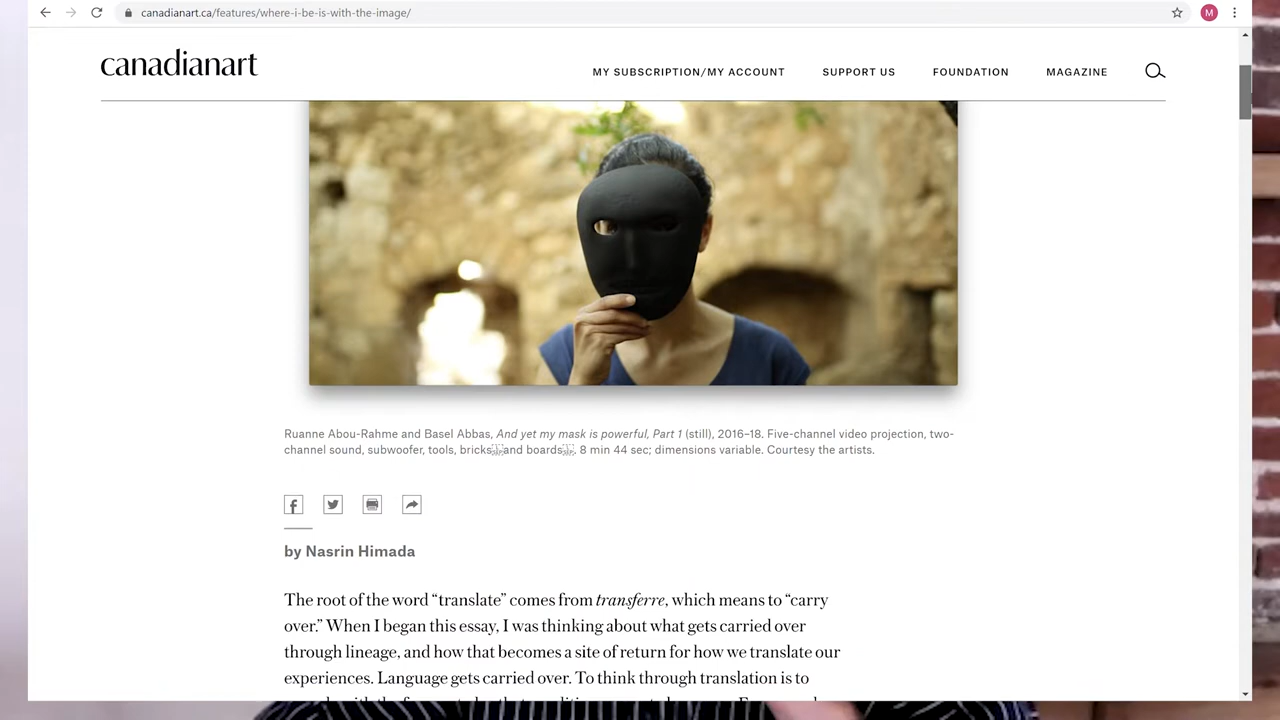 canadianart.ca/features/where-i-be-is-with-the-image/
M
canadianart
MY SUBSCRIPTION/MY ACCOUNT
SUPPORT US
FOUNDATION
MAGAZINE
Ruanne Abou-Rahme and Basel Abbas, And yet my mask is powerful, Part 1 (still), 2016–18. Five-channel video projection, two-
channel sound, subwoofer, tools, bricks and boards . 8 min 44 sec; dimensions variable. Courtesy the artists.
by Nasrin Himada
The root of the word “translate” comes from transferre, which means to “carry
over.” When I began this essay, I was thinking about what gets carried over
through lineage, and how that becomes a site of return for how we translate our
experiences. Language gets carried over. To think through translation is to